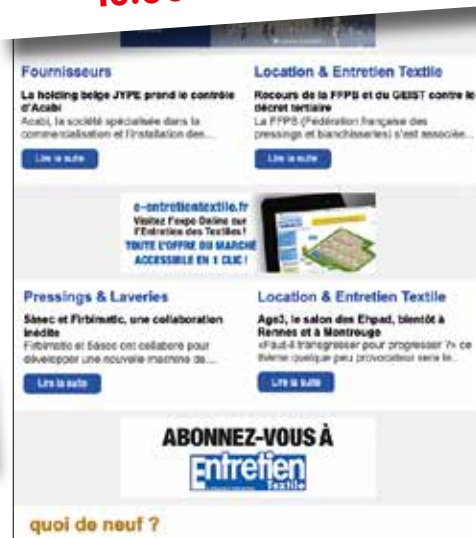 Fournisseurs
La holding belge JYPE prend le contrôle
d'Acabi
Acabi, la société spécialisée dans la
commercialisation et l'installation des...
Lire la suite
Location & Entretien Textile
Recours de la FFPB et du GEIST contre le
décret tertiaire
La FFPB (Fédération française des
pressings et blanchisseries) s'est associée...
Lire la suite
e-entretientextile.fr
Visitez l'expo Online sur
l'Entretien des Textiles !
TOUTE L'OFFRE DU MARCHÉ
ACCESSIBLE EN 1 CLIC !
Pressings & Laveries
Sàsec et Firbimatic, une collaboration
inédite
Firbimatic et Sàsec ont collaboré pour
développer une nouvelle machine de...
Lire la suite
Location & Entretien Textile
Age3, le salon des Ehpad, bientôt à
Rennes et à Montrouge
«Faut-il transgresser pour progresser ?» ce
thème quelque peu provocateur sera le...
Lire la suite
ABONNEZ-VOUS À
Entretien
Textile
quoi de neuf ?